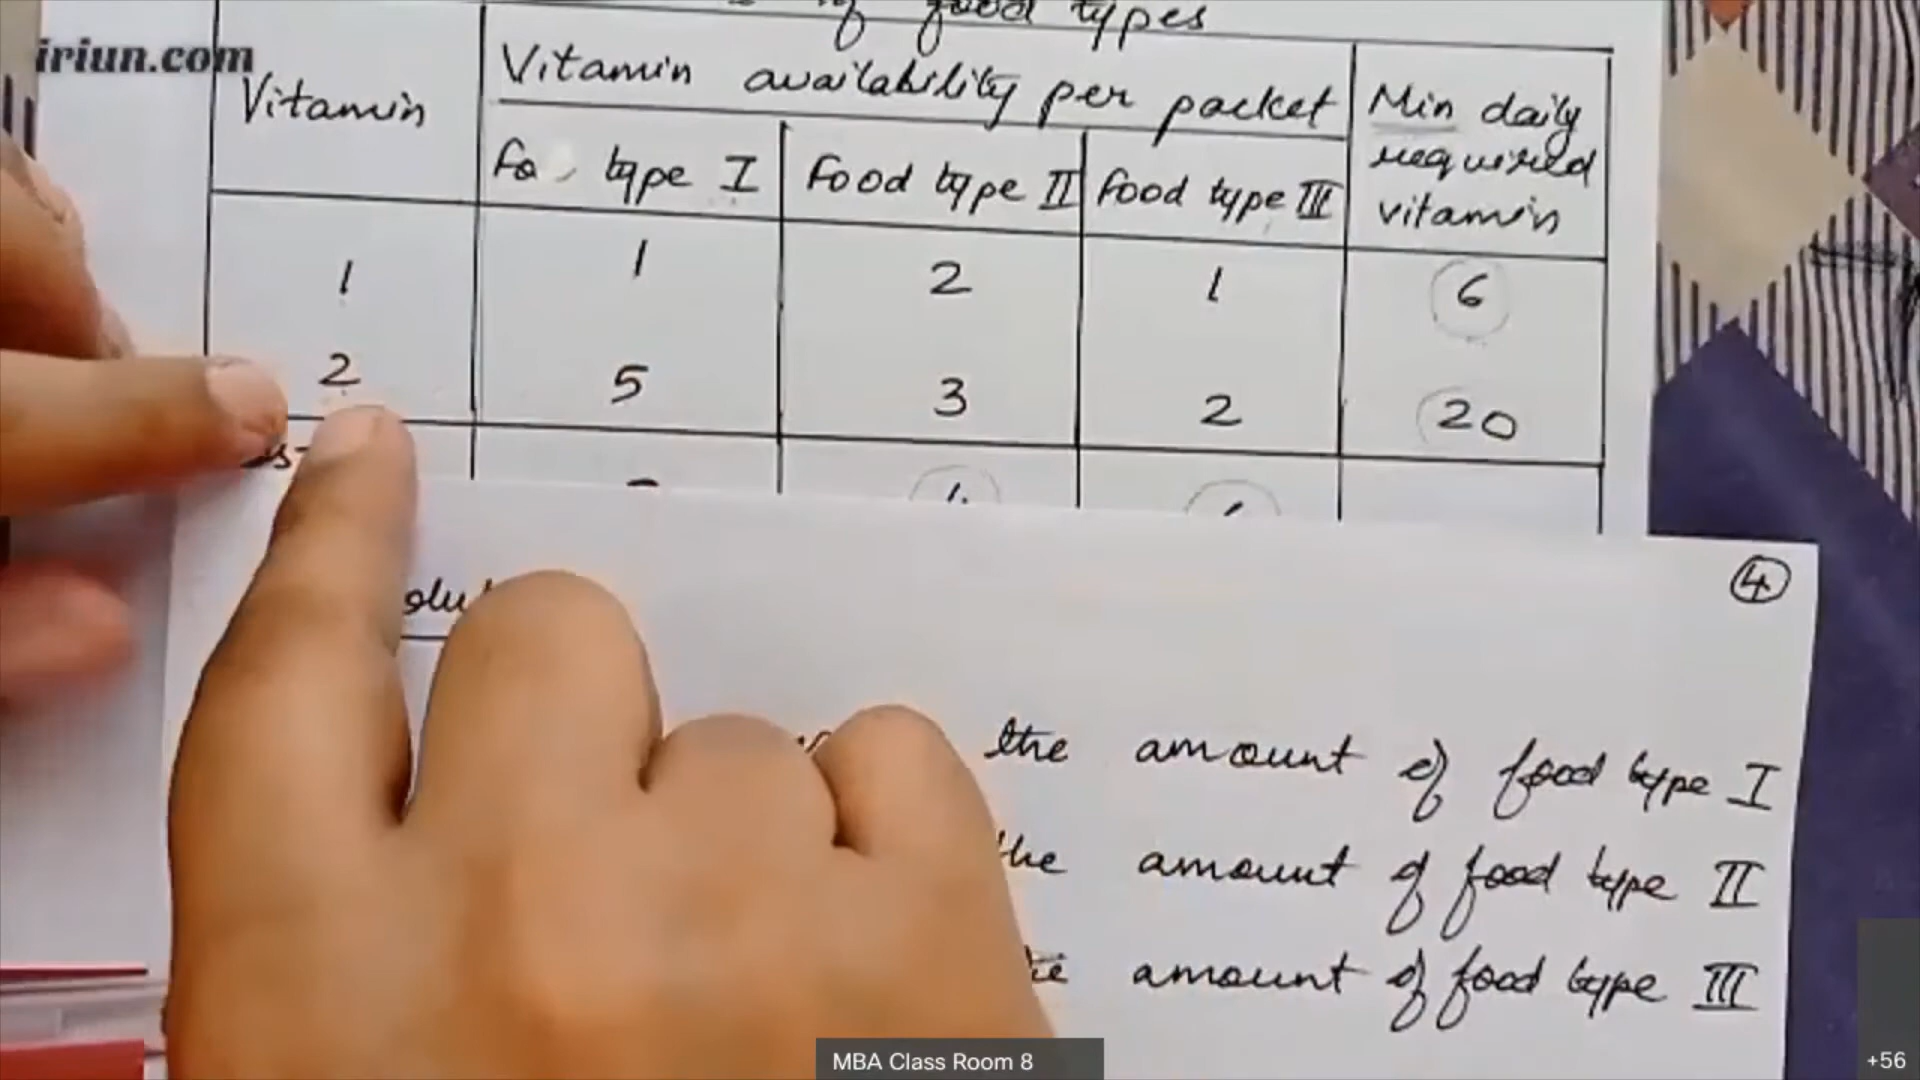 of food types
iriun.com
Vitamin
Vitamin availability per packet
Min daily required vitamin
type I
Food type II
Food type III
1 1 2 1 6
2 5 3 2 20
4
the amount of food type I
the amount of food type II
the amount of food type III
MBA Class Room 8
+56